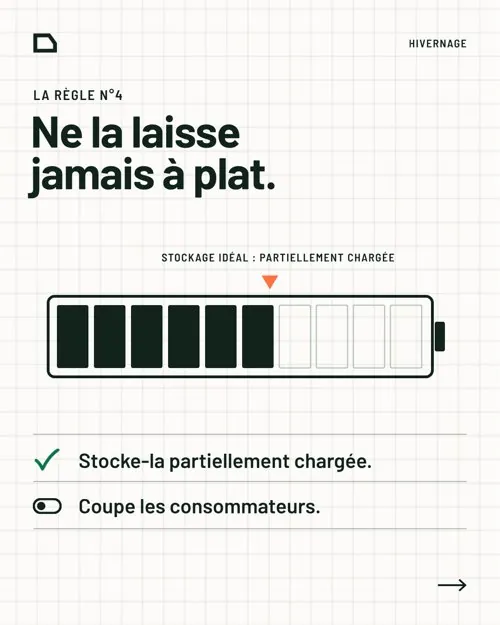 HIVERNAGE
LA RÈGLE N°4
Ne la laisse
jamais à plat.
STOCKAGE IDÉAL : PARTIELLEMENT CHARGÉE
Stocke-la partiellement chargée.
Coupe les consommateurs.